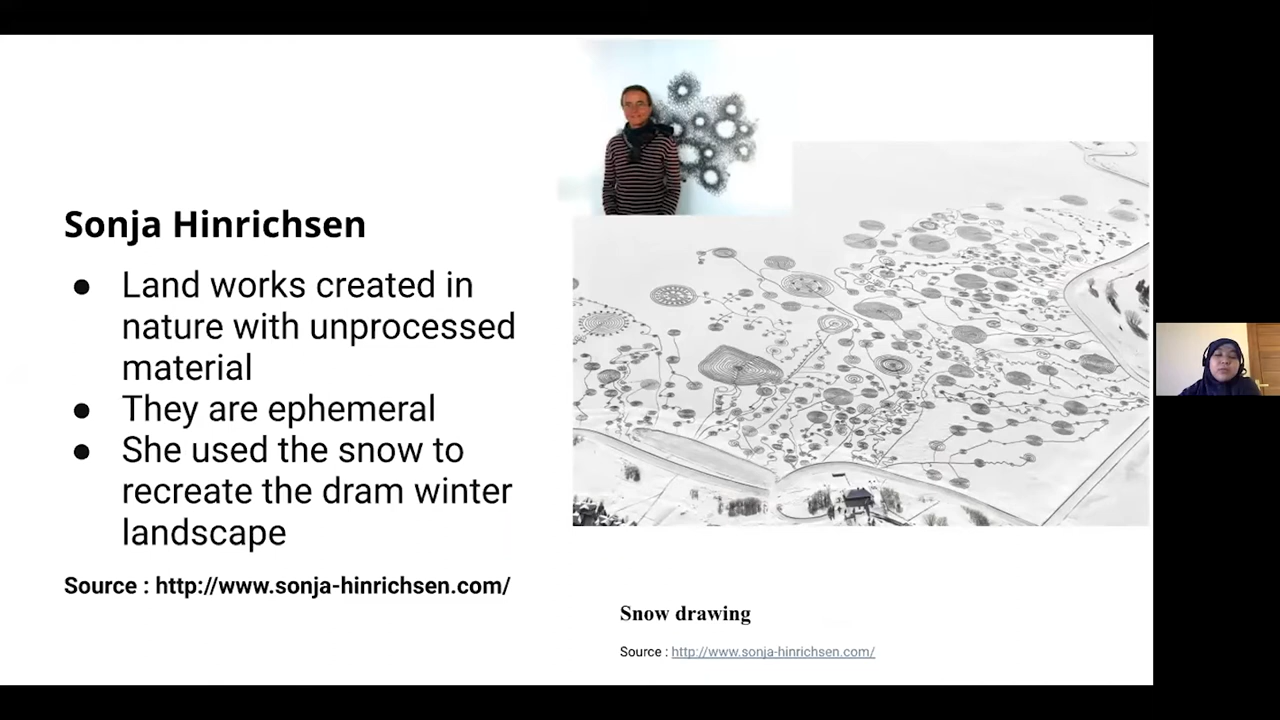 Sonja Hinrichsen
● Land works created in
nature with unprocessed
material
● They are ephemeral
● She used the snow to
recreate the dram winter
landscape
Source : http://www.sonja-hinrichsen.com/
Snow drawing
Source : http://www.sonja-hinrichsen.com/